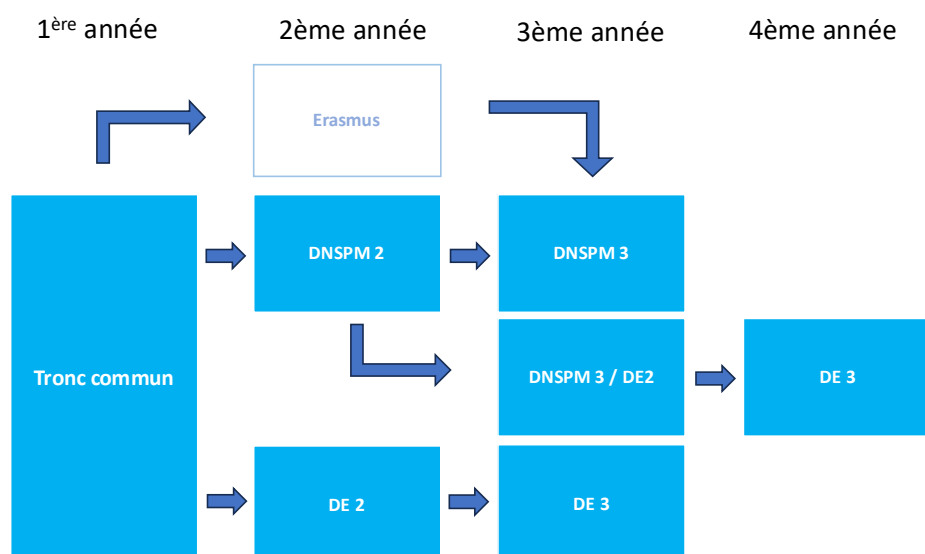 1ère année
2ème année
3ème année
4ème année
Erasmus
DNSPM 2
DNSPM 3
Tronc commun
DNSPM 3 / DE2
DE 3
DE 2
DE 3